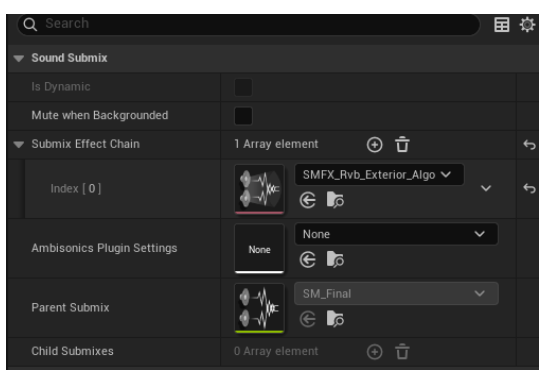 Search
Sound Submix
Is Dynamic
Mute when Backgrounded
Submix Effect Chain 1 Array element
Index [ 0 ] SMFX_Rvb_Exterior_Algo
Ambisonics Plugin Settings None None
Parent Submix SM_Final
Child Submixes 0 Array element